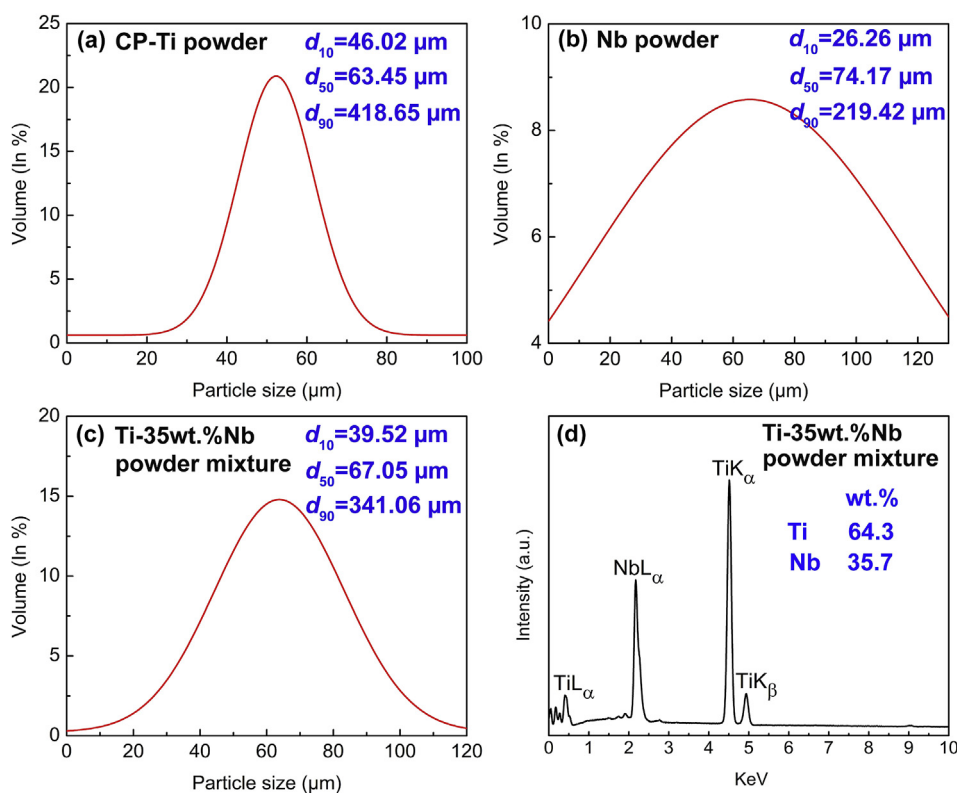 (a) CP-Ti powder
d10=46.02 µm
d50=63.45 µm
d90=418.65 µm
25
20
15
10
5
0
Volume (In %)
0 20 40 60 80 100
Particle size (µm)
(b) Nb powder
d10=26.26 µm
d50=74.17 µm
d90=219.42 µm
10
8
6
4
Volume (In %)
0 20 40 60 80 100 120
Particle size (µm)
(c) Ti-35wt.%Nb
powder mixture
d10=39.52 µm
d50=67.05 µm
d90=341.06 µm
20
15
10
5
0
Volume (In %)
0 20 40 60 80 100 120
Particle size (µm)
(d)
Ti-35wt.%Nb
powder mixture
wt.%
Ti 64.3
Nb 35.7
TiKα
NbLα
TiKβ
TiLα
Intensity (a.u.)
0 1 2 3 4 5 6 7 8 9 10
KeV